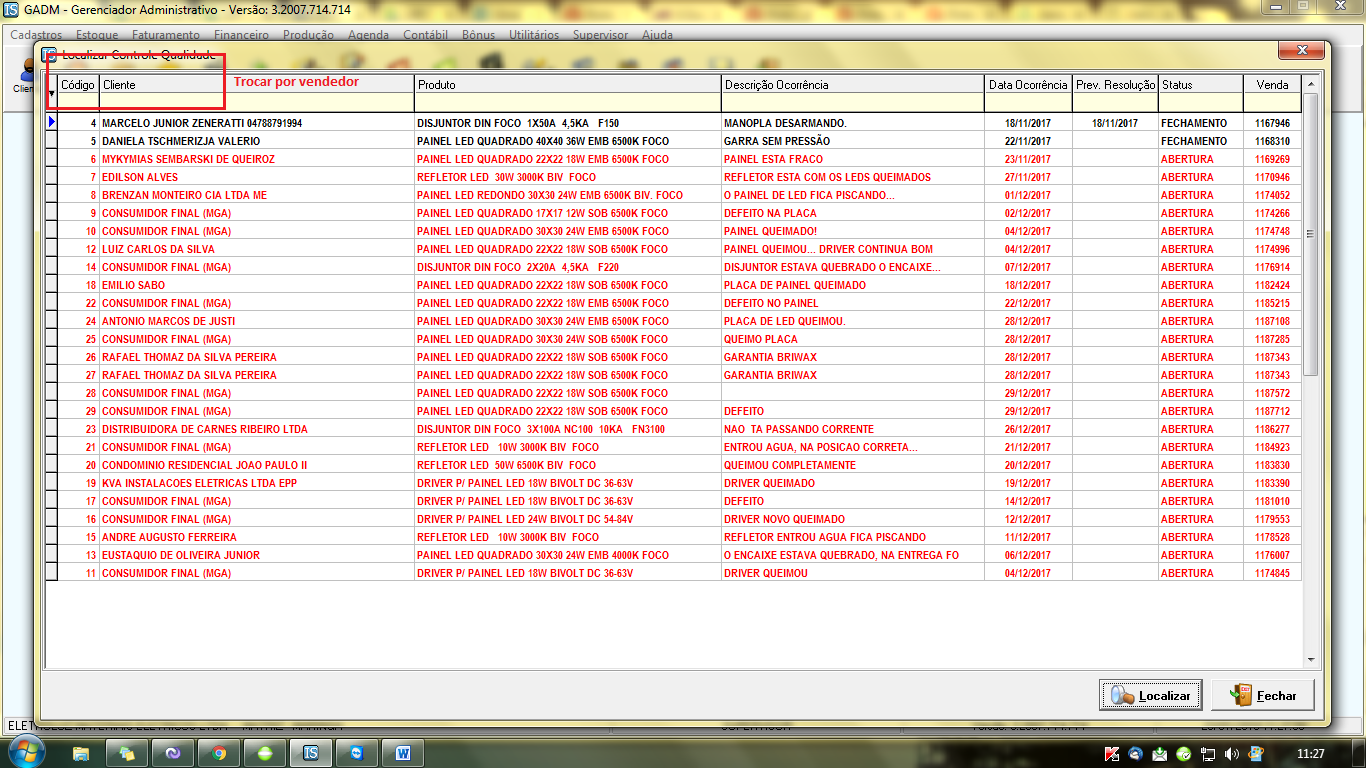 GADM - Gerenciador Administrativo - Versão: 3.2007.714.714
Cadastros Estoque Faturamento Financeiro Produção Agenda Contábil Bônus Utilitários Supervisor Ajuda
Localizar Controle Qualidade
Trocar por vendedor
Código Cliente Produto Descrição Ocorrência Data Ocorrência Prev. Resolução Status Venda
4 MARCELO JUNIOR ZENERATTI 04788791994 DISJUNTOR DIN FOCO 1X50A 4,5KA F150 MANOPLA DESARMANDO. 18/11/2017 18/11/2017 FECHAMENTO 1167946
5 DANIELA TSCHMERIZJA VALERIO PAINEL LED QUADRADO 40X40 36W EMB 6500K FOCO GARRA SEM PRESSÃO 22/11/2017 FECHAMENTO 1168310
6 MYKYMIAS SEMBARSKI DE QUEIROZ PAINEL LED QUADRADO 22X22 18W EMB 6500K FOCO PAINEL ESTA FRACO 23/11/2017 ABERTURA 1169269
7 EDILSON ALVES REFLETOR LED 30W 3000K BIV FOCO REFLETOR ESTA COM OS LEDS QUEIMADOS 27/11/2017 ABERTURA 1170946
8 BRENZAN MONTEIRO CIA LTDA ME PAINEL LED REDONDO 30X30 24W EMB 6500K BIV. FOCO O PAINEL DE LED FICA PISCANDO... 01/12/2017 ABERTURA 1174052
9 CONSUMIDOR FINAL (MGA) PAINEL LED QUADRADO 17X17 12W SOB 6500K FOCO DEFEITO NA PLACA 02/12/2017 ABERTURA 1174266
10 CONSUMIDOR FINAL (MGA) PAINEL LED QUADRADO 30X30 24W EMB 6500K FOCO PAINEL QUEIMADO! 04/12/2017 ABERTURA 1174748
12 LUIZ CARLOS DA SILVA PAINEL LED QUADRADO 22X22 18W SOB 6500K FOCO PAINEL QUEIMOU... DRIVER CONTINUA BOM 04/12/2017 ABERTURA 1174996
14 CONSUMIDOR FINAL (MGA) DISJUNTOR DIN FOCO 2X20A 4,5KA F220 DISJUNTOR ESTAVA QUEBRADO O ENCAIXE... 07/12/2017 ABERTURA 1176914
18 EMILIO SABO PAINEL LED QUADRADO 22X22 18W SOB 6500K FOCO PLACA DE PAINEL QUEIMADO 18/12/2017 ABERTURA 1182424
22 CONSUMIDOR FINAL (MGA) PAINEL LED QUADRADO 22X22 18W EMB 6500K FOCO DEFEITO NO PAINEL 22/12/2017 ABERTURA 1185215
24 ANTONIO MARCOS DE JUSTI PAINEL LED QUADRADO 30X30 24W EMB 6500K FOCO PLACA DE LED QUEIMOU. 28/12/2017 ABERTURA 1187108
25 CONSUMIDOR FINAL (MGA) PAINEL LED QUADRADO 30X30 24W SOB 6500K FOCO QUEIMO PLACA 28/12/2017 ABERTURA 1187285
26 RAFAEL THOMAZ DA SILVA PEREIRA PAINEL LED QUADRADO 22X22 18W SOB 6500K FOCO GARANTIA BRIWAX 28/12/2017 ABERTURA 1187343
27 RAFAEL THOMAZ DA SILVA PEREIRA PAINEL LED QUADRADO 22X22 18W SOB 6500K FOCO GARANTIA BRIWAX 28/12/2017 ABERTURA 1187343
28 CONSUMIDOR FINAL (MGA) PAINEL LED QUADRADO 22X22 18W SOB 6500K FOCO 29/12/2017 ABERTURA 1187572
29 CONSUMIDOR FINAL (MGA) PAINEL LED QUADRADO 22X22 18W SOB 6500K FOCO DEFEITO 29/12/2017 ABERTURA 1187712
23 DISTRIBUIDORA DE CARNES RIBEIRO LTDA DISJUNTOR DIN FOCO 3X100A NC100 10KA FN3100 NAO TA PASSANDO CORRENTE 26/12/2017 ABERTURA 1186277
21 CONSUMIDOR FINAL (MGA) REFLETOR LED 10W 3000K BIV FOCO ENTROU AGUA, NA POSICAO CORRETA... 21/12/2017 ABERTURA 1184923
20 CONDOMINIO RESIDENCIAL JOAO PAULO II REFLETOR LED 50W 6500K BIV FOCO QUEIMOU COMPLETAMENTE 20/12/2017 ABERTURA 1183830
19 KVA INSTALACOES ELETRICAS LTDA EPP DRIVER P/ PAINEL LED 18W BIVOLT DC 36-63V DRIVER QUEIMADO 19/12/2017 ABERTURA 1183390
17 CONSUMIDOR FINAL (MGA) DRIVER P/ PAINEL LED 18W BIVOLT DC 36-63V DEFEITO 14/12/2017 ABERTURA 1181010
16 CONSUMIDOR FINAL (MGA) DRIVER P/ PAINEL LED 24W BIVOLT DC 54-84V DRIVER NOVO QUEIMADO 12/12/2017 ABERTURA 1179553
15 ANDRE AUGUSTO FERREIRA REFLETOR LED 10W 3000K BIV FOCO REFLETOR ENTROU AGUA FICA PISCANDO 11/12/2017 ABERTURA 1178528
13 EUSTAQUIO DE OLIVEIRA JUNIOR PAINEL LED QUADRADO 30X30 24W EMB 4000K FOCO O ENCAIXE ESTAVA QUEBRADO, NA ENTREGA FO 06/12/2017 ABERTURA 1176007
11 CONSUMIDOR FINAL (MGA) DRIVER P/ PAINEL LED 18W BIVOLT DC 36-63V DRIVER QUEIMOU 04/12/2017 ABERTURA 1174845
Localizar Fechar
11:27